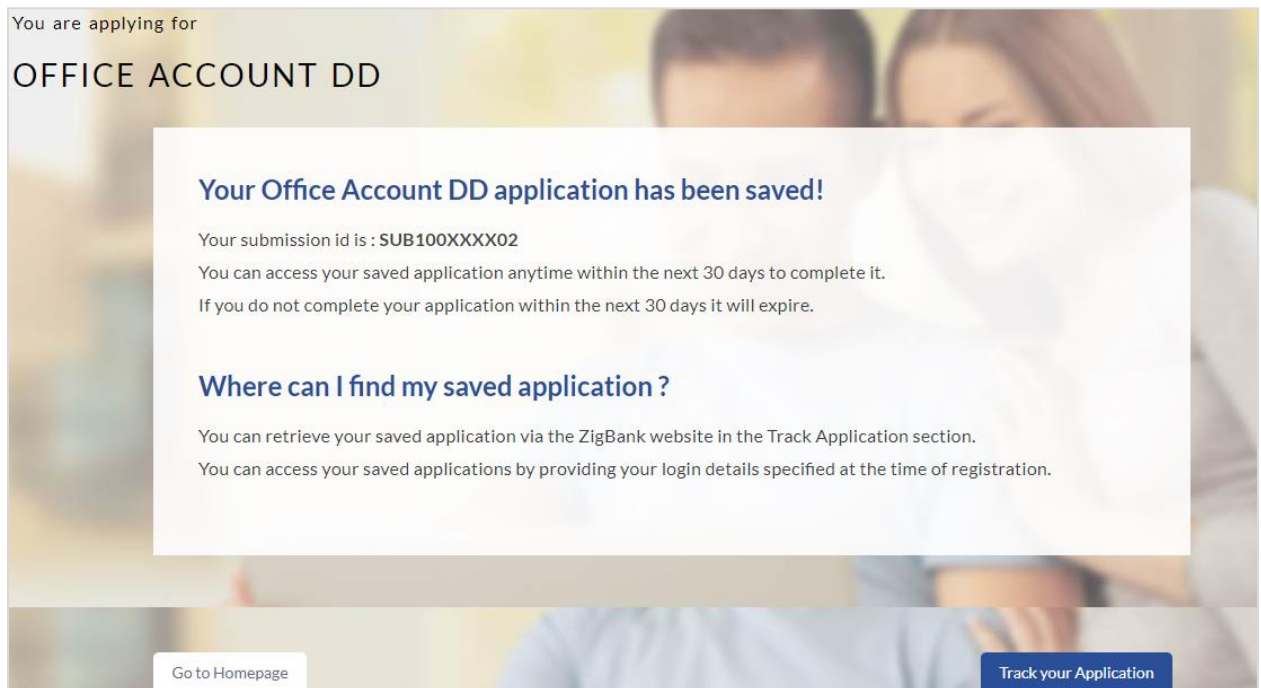 You are applying for
OFFICE ACCOUNT DD
Your Office Account DD application has been saved!
Your submission id is : SUB100XXXX02
You can access your saved application anytime within the next 30 days to complete it.
If you do not complete your application within the next 30 days it will expire.
Where can I find my saved application ?
You can retrieve your saved application via the ZigBank website in the Track Application section.
You can access your saved applications by providing your login details specified at the time of registration.
Go to Homepage
Track your Application